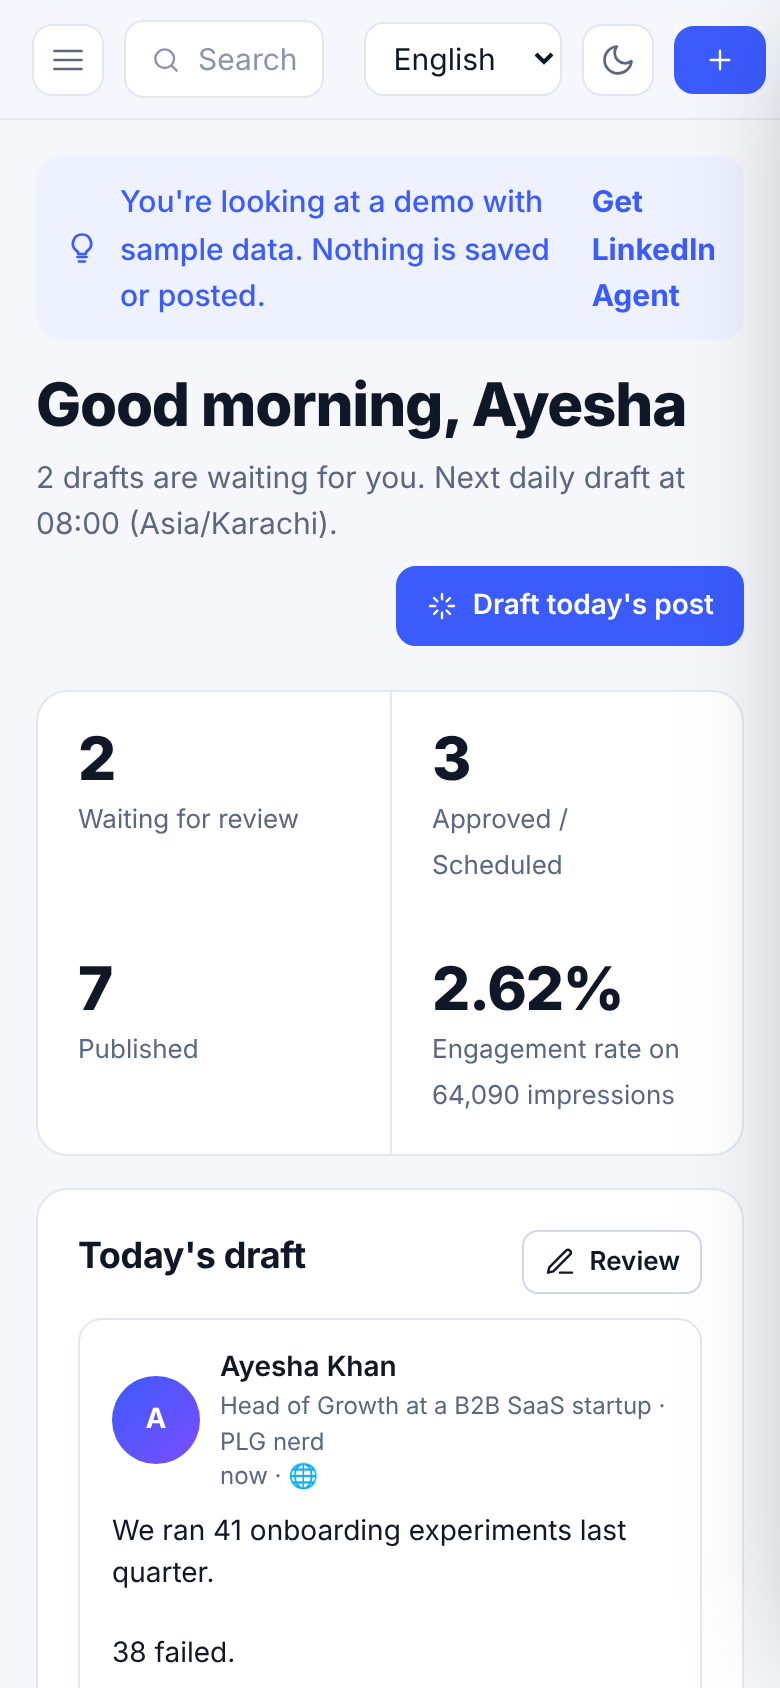 Search
English
+
You're looking at a demo with
sample data. Nothing is saved
or posted.
Get
LinkedIn
Agent
Good morning, Ayesha
2 drafts are waiting for you. Next daily draft at
08:00 (Asia/Karachi).
Draft today's post
2
Waiting for review
3
Approved /
Scheduled
7
Published
2.62%
Engagement rate on
64,090 impressions
Today's draft
Review
A
Ayesha Khan
Head of Growth at a B2B SaaS startup ·
PLG nerd
now · 🌐
We ran 41 onboarding experiments last
quarter.
38 failed.